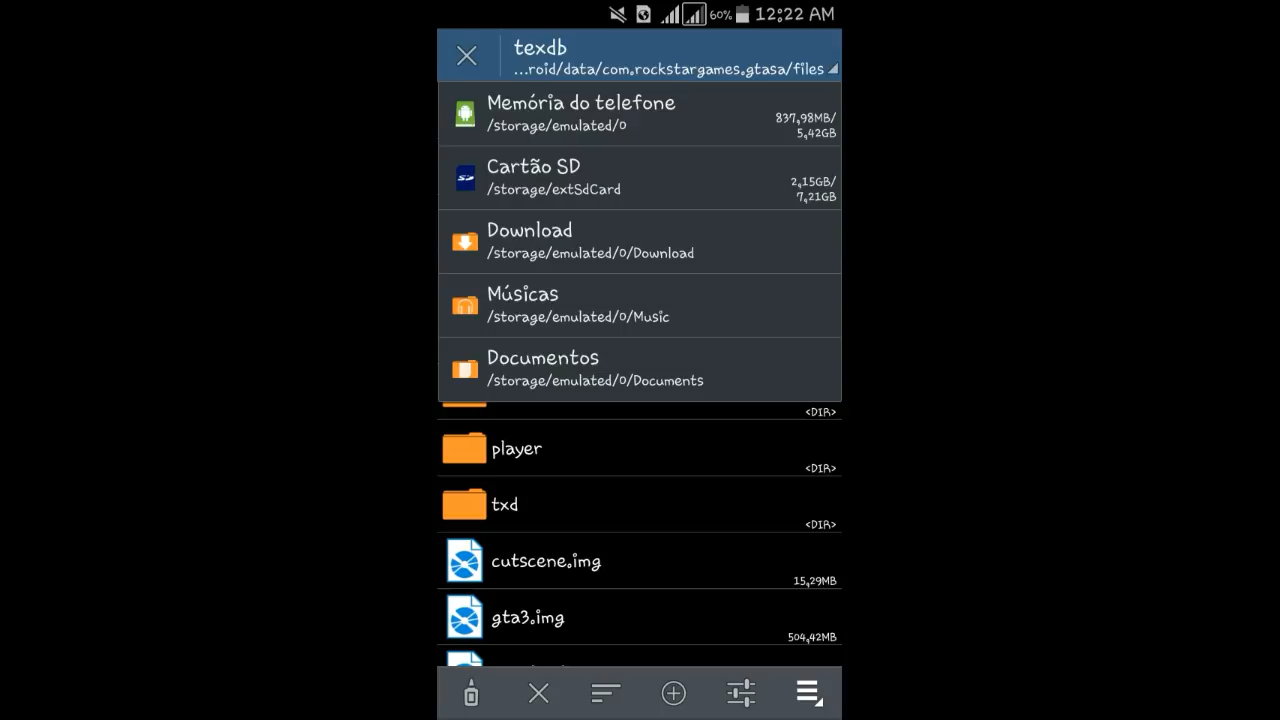 60% 12:22 AM
texdb
...roid/data/com.rockstargames.gtasa/files
Memória do telefone
/storage/emulated/0
837,98MB/
5,42GB
Cartão SD
/storage/extSdCard
2,15GB/
7,21GB
Download
/storage/emulated/0/Download
Músicas
/storage/emulated/0/Music
Documentos
/storage/emulated/0/Documents
<DIR>
player
<DIR>
txd
<DIR>
cutscene.img
15,29MB
gta3.img
504,42MB